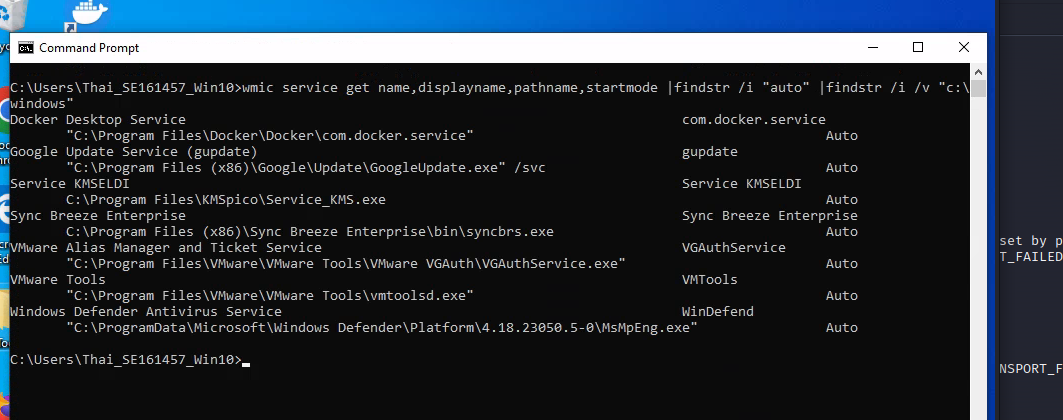 Command Prompt
C:\Users\Thai_SE161457_Win10>wmic service get name,displayname,pathname,startmode |findstr /i "auto" |findstr /i /v "c:\
windows"
Docker Desktop Service com.docker.service
"C:\Program Files\Docker\Docker\com.docker.service" Auto
Google Update Service (gupdate) gupdate
"C:\Program Files (x86)\Google\Update\GoogleUpdate.exe" /svc Auto
Service KMSELDI Service KMSELDI
C:\Program Files\KMSpico\Service_KMS.exe Auto
Sync Breeze Enterprise Sync Breeze Enterprise
C:\Program Files (x86)\Sync Breeze Enterprise\bin\syncbrs.exe Auto
VMware Alias Manager and Ticket Service VGAuthService
"C:\Program Files\VMware\VMware Tools\VMware VGAuth\VGAuthService.exe" Auto
VMware Tools VMTools
"C:\Program Files\VMware\VMware Tools\vmtoolsd.exe" Auto
Windows Defender Antivirus Service WinDefend
"C:\ProgramData\Microsoft\Windows Defender\Platform\4.18.23050.5-0\MsMpEng.exe" Auto
C:\Users\Thai_SE161457_Win10>
set by p
T_FAILED
NSPORT_F